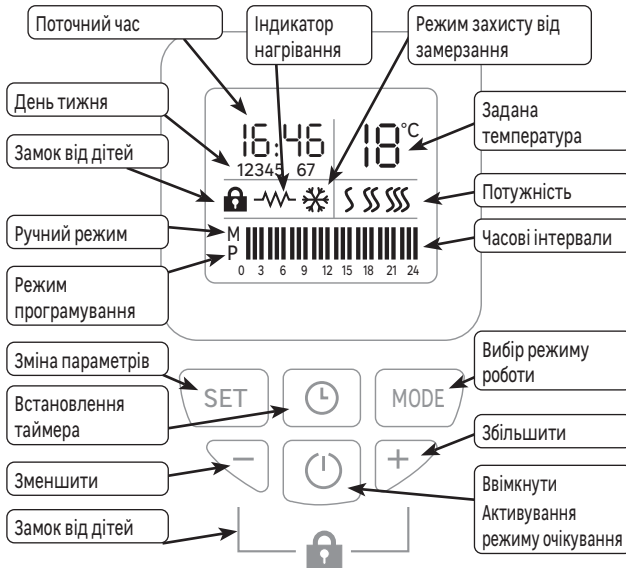 Поточний час
Індикатор
нагрівання
Режим захисту від
замерзання
День тижня
Замок від дітей
Ручний режим
Режим
програмування
16:46
12345 67
18°C
M
P
0 3 6 9 12 15 18 21 24
Задана
температура
Потужність
Часові інтервали
Зміна параметрів
Встановлення
таймера
Зменшити
Замок від дітей
SET
MODE
−
+
Вибір режиму
роботи
Збільшити
Ввімкнути
Активування
режиму очікування